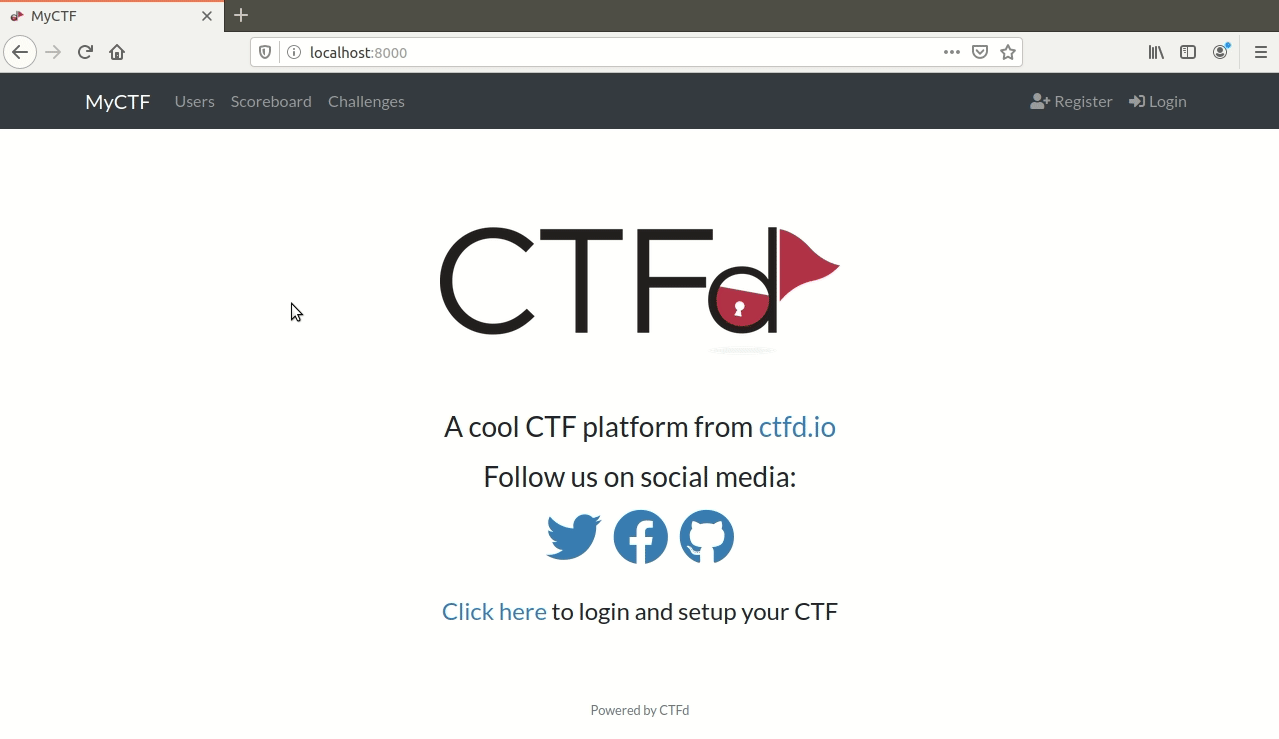 MyCTF
localhost:8000
MyCTF Users Scoreboard Challenges Register Login
CTFd
A cool CTF platform from ctfd.io
Follow us on social media:
Click here to login and setup your CTF
Powered by CTFd